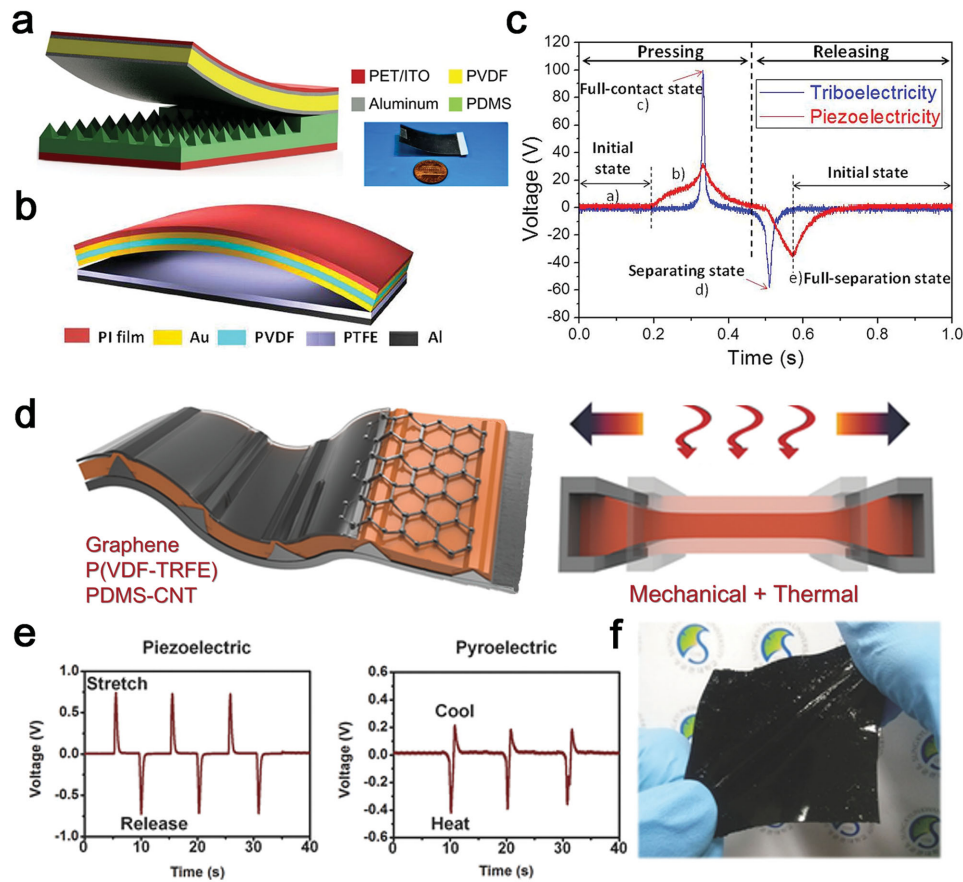 a
PET/ITO
PVDF
Aluminum
PDMS
b
PI film
Au
PVDF
PTFE
Al
c
Voltage (V)
120
100
80
60
40
20
0
-20
-40
-60
-80
Pressing
Releasing
Full-contact state
c)
Triboelectricity
Piezoelectricity
Initial
state
a)
b)
Initial state
Separating state
d)
e)
Full-separation state
0.0
0.2
0.4
0.6
0.8
1.0
Time (s)
d
Graphene
P(VDF-TRFE)
PDMS-CNT
Mechanical + Thermal
e
Piezoelectric
Voltage (V)
1.0
0.5
0.0
-0.5
-1.0
Stretch
Release
0
10
20
30
40
Time (s)
Pyroelectric
Voltage (V)
0.6
0.4
0.2
0.0
-0.2
-0.4
-0.6
Cool
Heat
0
10
20
30
40
Time (s)
f